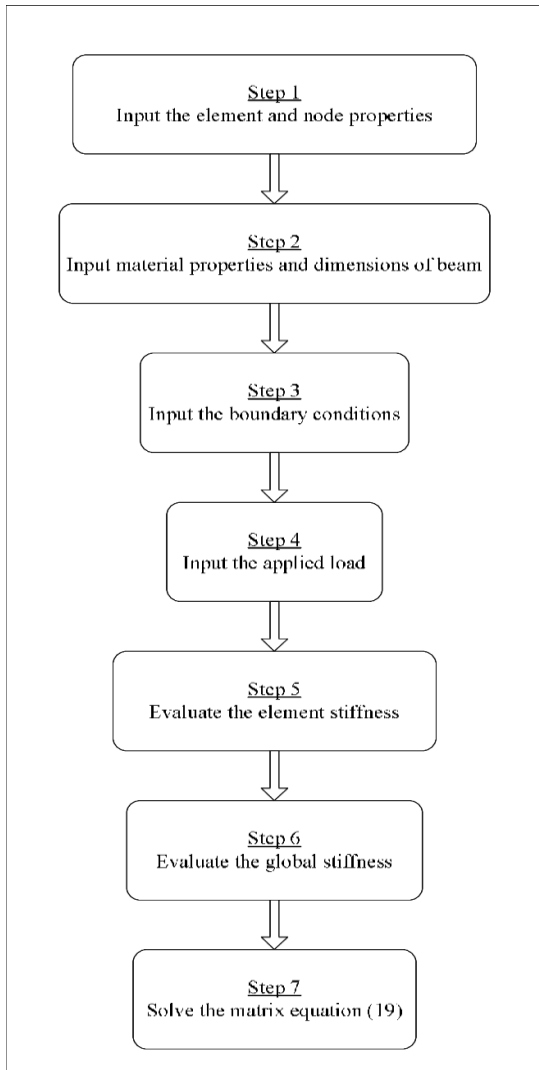 Step 1
Input the element and node properties
Step 2
Input material properties and dimensions of beam
Step 3
Input the boundary conditions
Step 4
Input the applied load
Step 5
Evaluate the element stiffness
Step 6
Evaluate the global stiffness
Step 7
Solve the matrix equation (19)